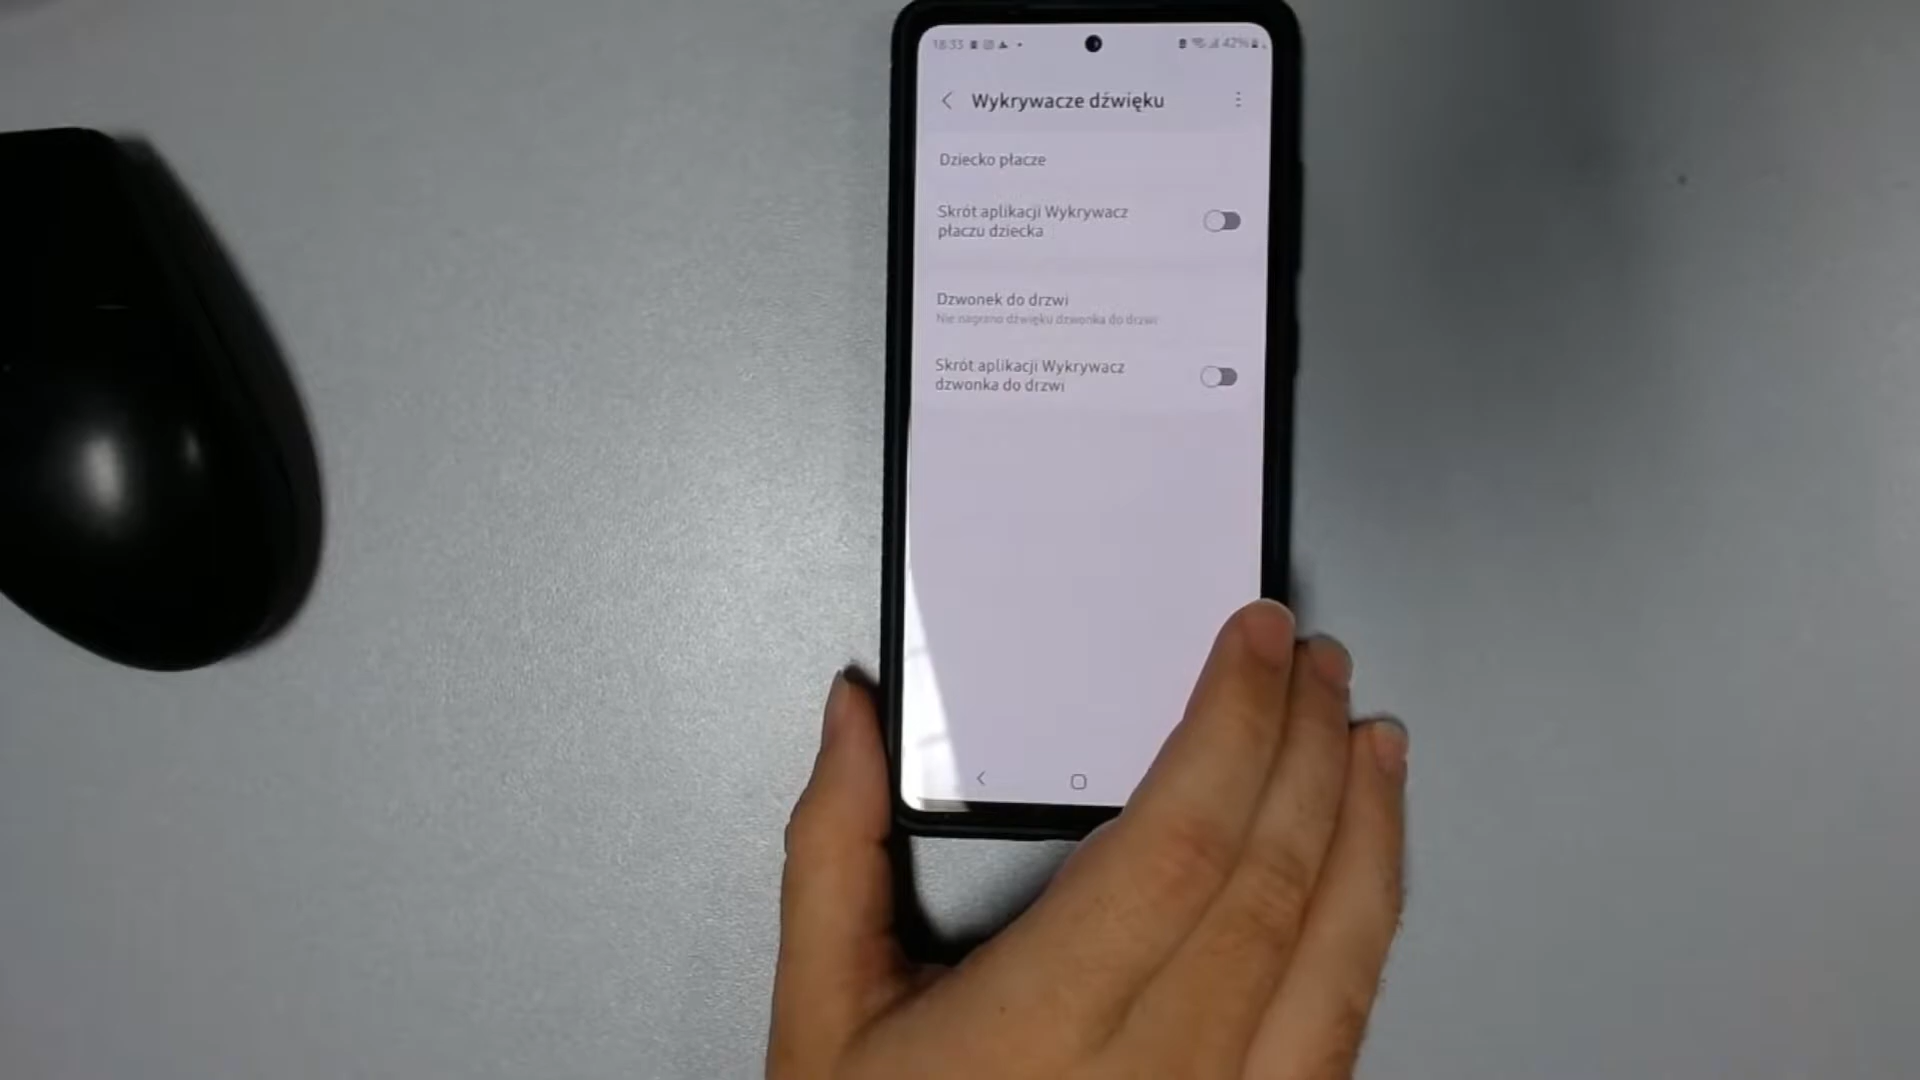 18:33
42%
Wykrywacze dźwięku
Dziecko płacze
Skrót aplikacji Wykrywacz
płaczu dziecka
Dzwonek do drzwi
Nie nagrano dźwięku dzwonka do drzwi
Skrót aplikacji Wykrywacz
dzwonka do drzwi